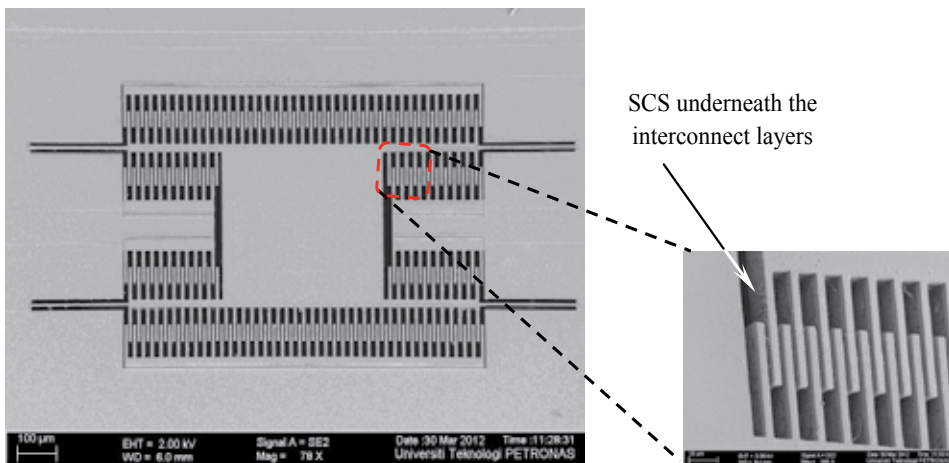 SCS underneath the
interconnect layers
100 µm
EHT = 2.00 kV
Signal A = SE2
Date :30 Mar 2012
Time :11:28:31
WD = 6.0 mm
Mag = 78 X
Universiti Teknologi PETRONAS